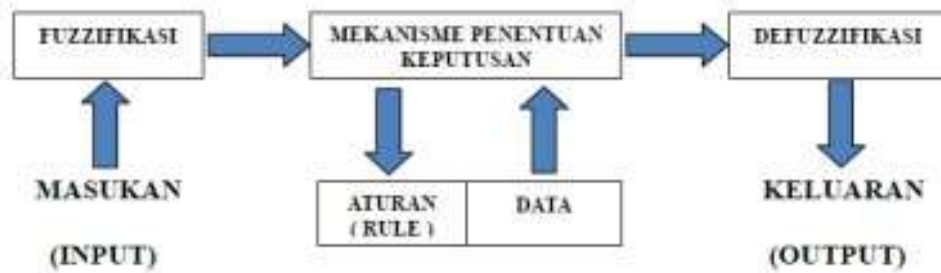 FUZZIFIKASI
MEKANISME PENENTUAN
KEPUTUSAN
DEFUZZIFIKASI
MASUKAN
(INPUT)
ATURAN
( RULE )
DATA
KELUARAN
(OUTPUT)